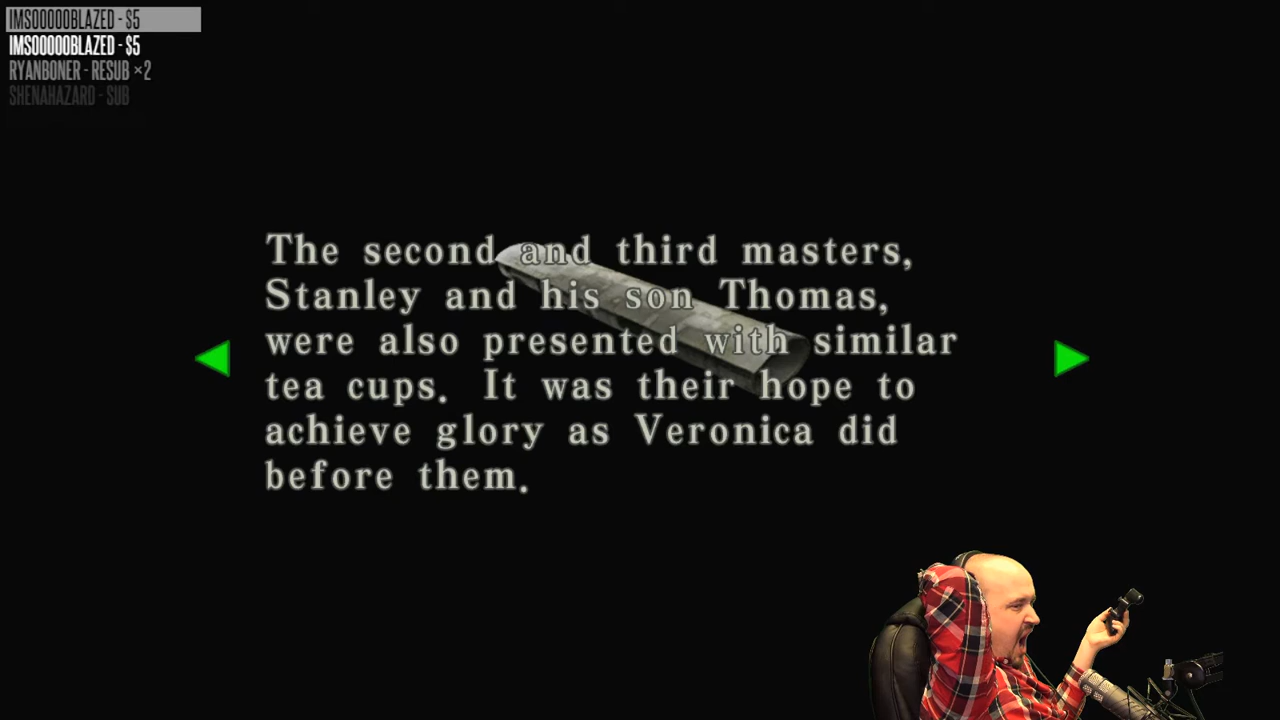 IMSOOOOOBLAZED - $5
IMSOOOOOBLAZED - $5
RYANBONER - RESUB ×2
SHENAHAZARD - SUB
The second and third masters,
Stanley and his son Thomas,
were also presented with similar
tea cups. It was their hope to
achieve glory as Veronica did
before them.